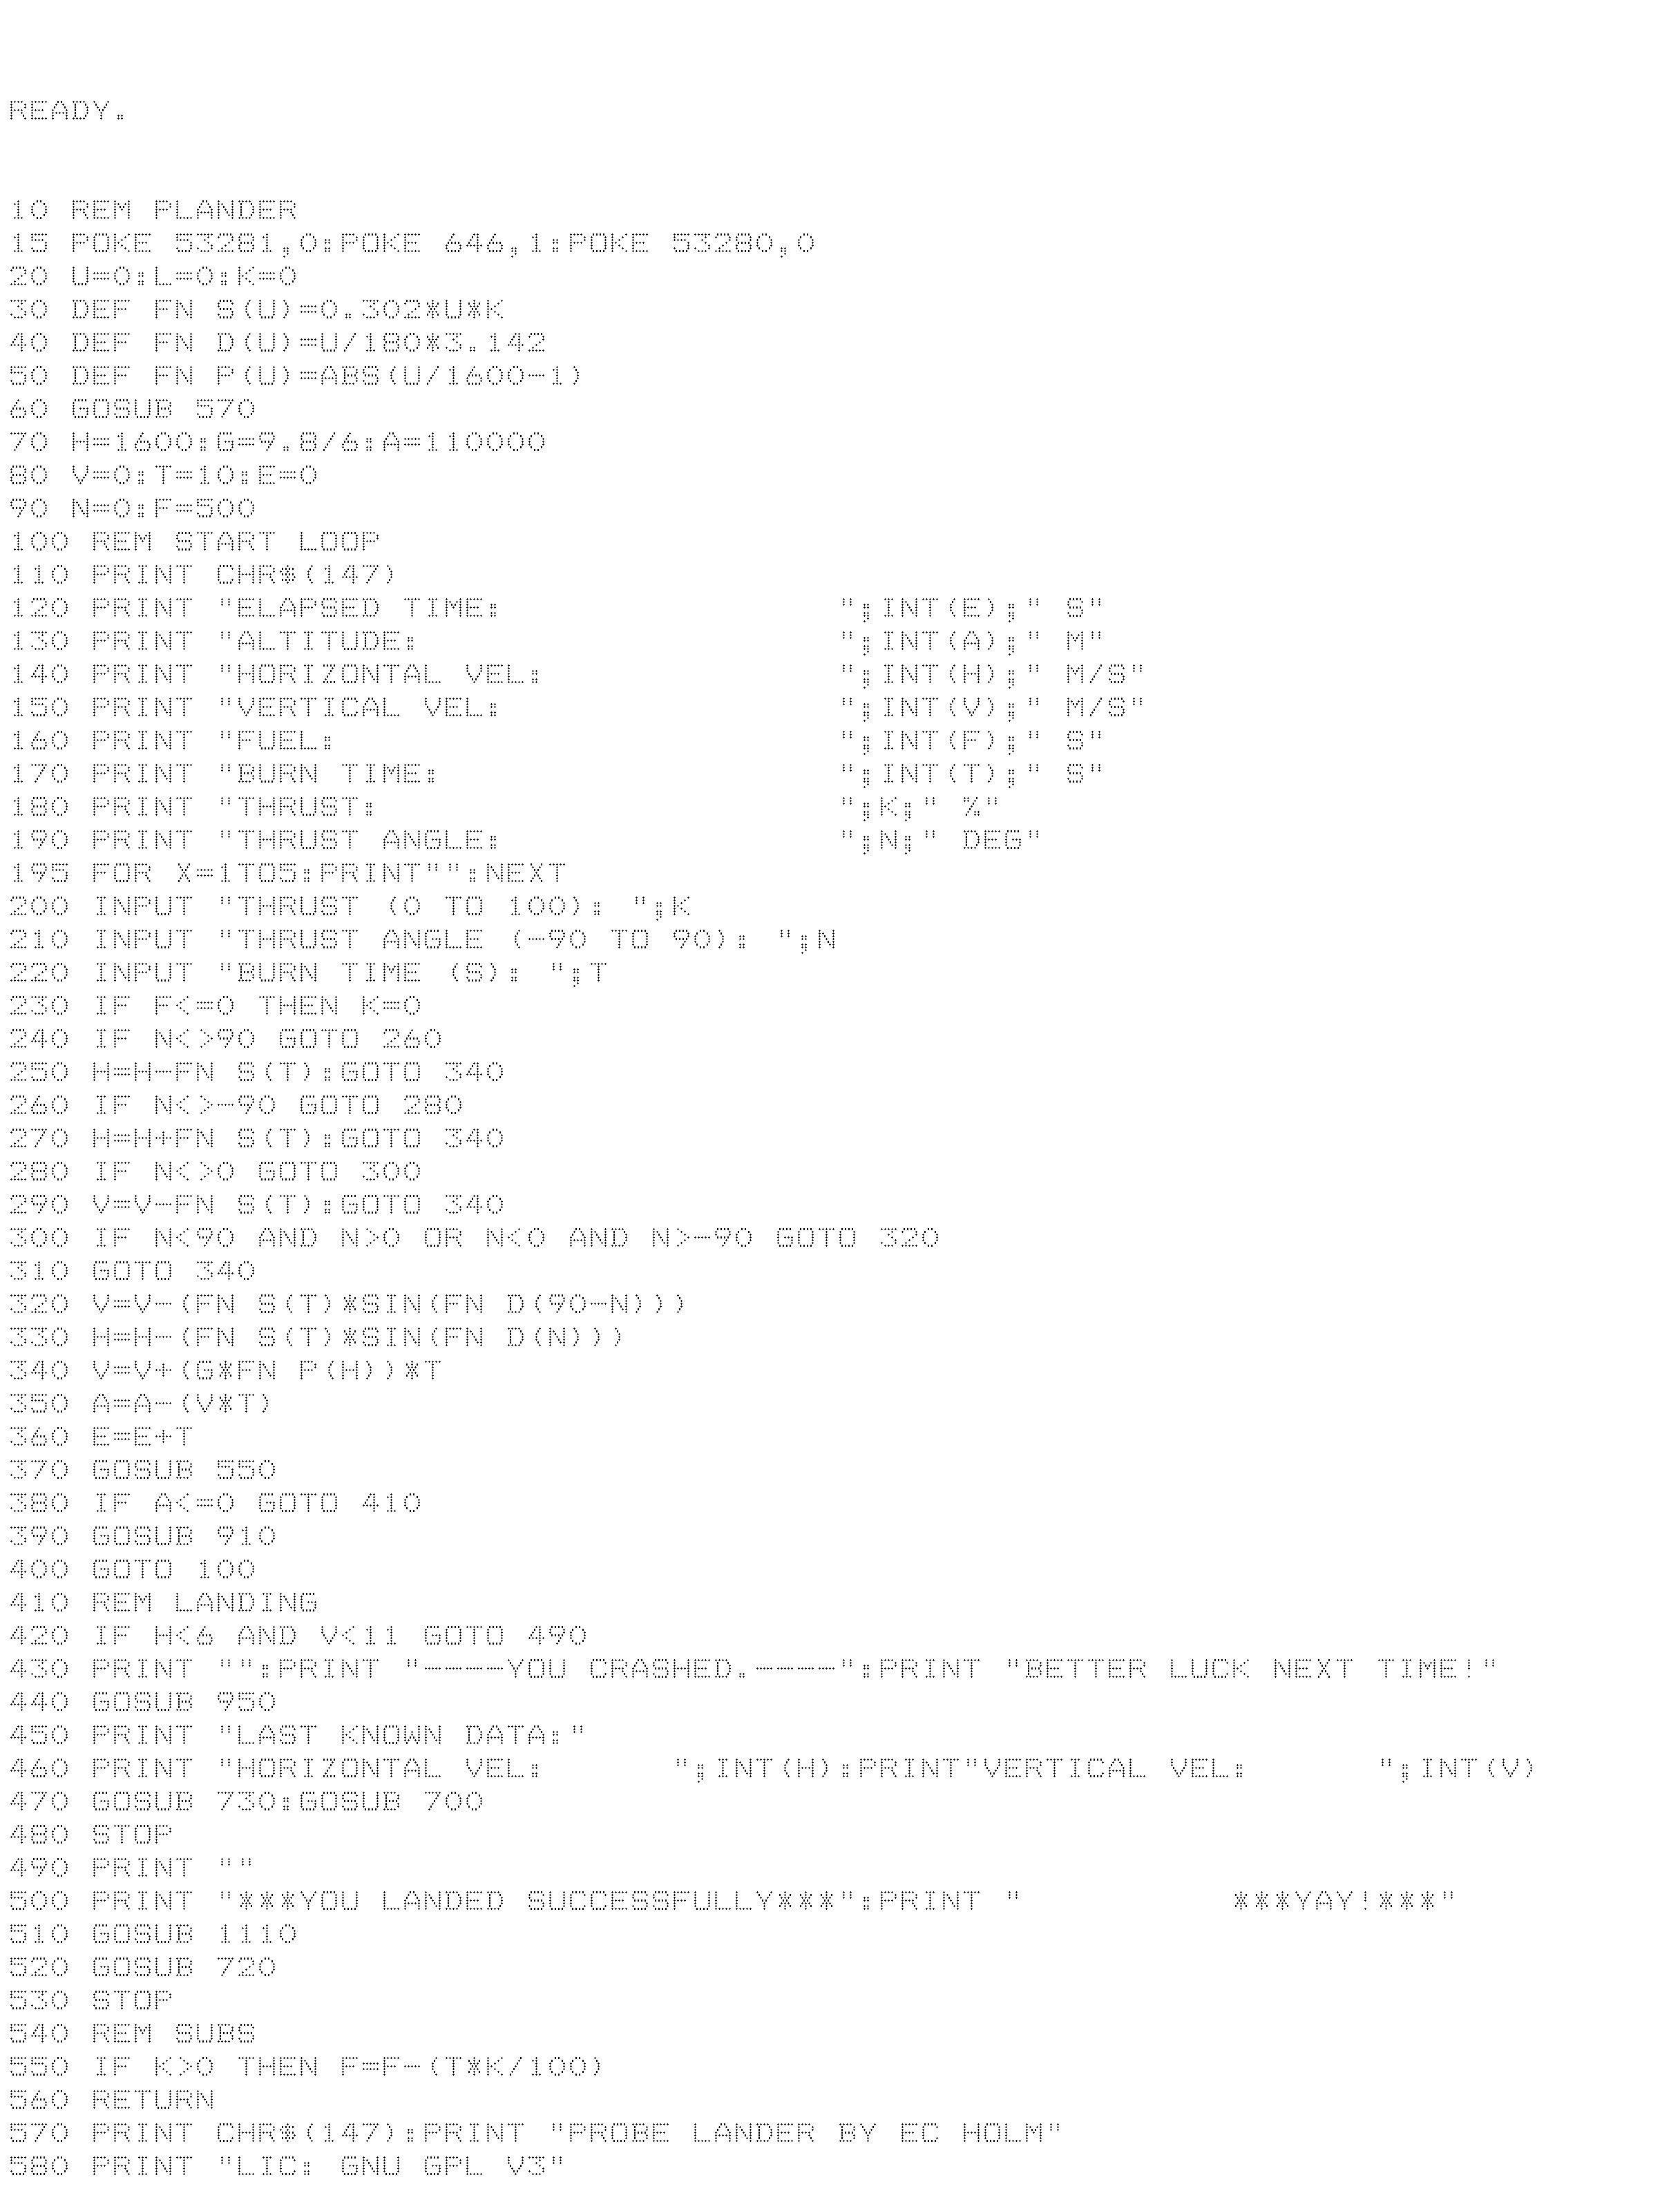 READY.
10 REM PLANDER
15 POKE 53281,0:POKE 646,1:POKE 53280,0
20 U=0:L=0:K=0
30 DEF FN S(U)=0.302*U*K
40 DEF FN D(U)=U/180*3.142
50 DEF FN P(U)=ABS(U/1600-1)
60 GOSUB 570
70 H=1600:G=9.8/6:A=110000
80 V=0:T=10:E=0
90 N=0:F=500
100 REM START LOOP
110 PRINT CHR$(147)
120 PRINT "ELAPSED TIME:                ";INT(E);" S"
130 PRINT "ALTITUDE:                    ";INT(A);" M"
140 PRINT "HORIZONTAL VEL:              ";INT(H);" M/S"
150 PRINT "VERTICAL VEL:                ";INT(V);" M/S"
160 PRINT "FUEL:                        ";INT(F);" S"
170 PRINT "BURN TIME:                   ";INT(T);" S"
180 PRINT "THRUST:                      ";K;" %"
190 PRINT "THRUST ANGLE:                ";N;" DEG"
195 FOR X=1TO5:PRINT"":NEXT
200 INPUT "THRUST (0 TO 100): ";K
210 INPUT "THRUST ANGLE (-90 TO 90): ";N
220 INPUT "BURN TIME (S): ";T
230 IF F<=0 THEN K=0
240 IF N<>90 GOTO 260
250 H=H-FN S(T):GOTO 340
260 IF N<>-90 GOTO 280
270 H=H+FN S(T):GOTO 340
280 IF N<>0 GOTO 300
290 V=V-FN S(T):GOTO 340
300 IF N<90 AND N>0 OR N<0 AND N>-90 GOTO 320
310 GOTO 340
320 V=V-(FN S(T)*SIN(FN D(90-N)))
330 H=H-(FN S(T)*SIN(FN D(N)))
340 V=V+(G*FN P(H))*T
350 A=A-(V*T)
360 E=E+T
370 GOSUB 550
380 IF A<=0 GOTO 410
390 GOSUB 910
400 GOTO 100
410 REM LANDING
420 IF H<6 AND V<11 GOTO 490
430 PRINT "":PRINT "----YOU CRASHED.----":PRINT "BETTER LUCK NEXT TIME!"
440 GOSUB 950
450 PRINT "LAST KNOWN DATA:"
460 PRINT "HORIZONTAL VEL:      ";INT(H):PRINT"VERTICAL VEL:      ";INT(V)
470 GOSUB 730:GOSUB 700
480 STOP
490 PRINT ""
500 PRINT "***YOU LANDED SUCCESSFULLY***":PRINT "          ***YAY!***"
510 GOSUB 1110
520 GOSUB 720
530 STOP
540 REM SUBS
550 IF K>0 THEN F=F-(T*K/100)
560 RETURN
570 PRINT CHR$(147):PRINT "PROBE LANDER BY EC HOLM"
580 PRINT "LIC: GNU GPL V3"